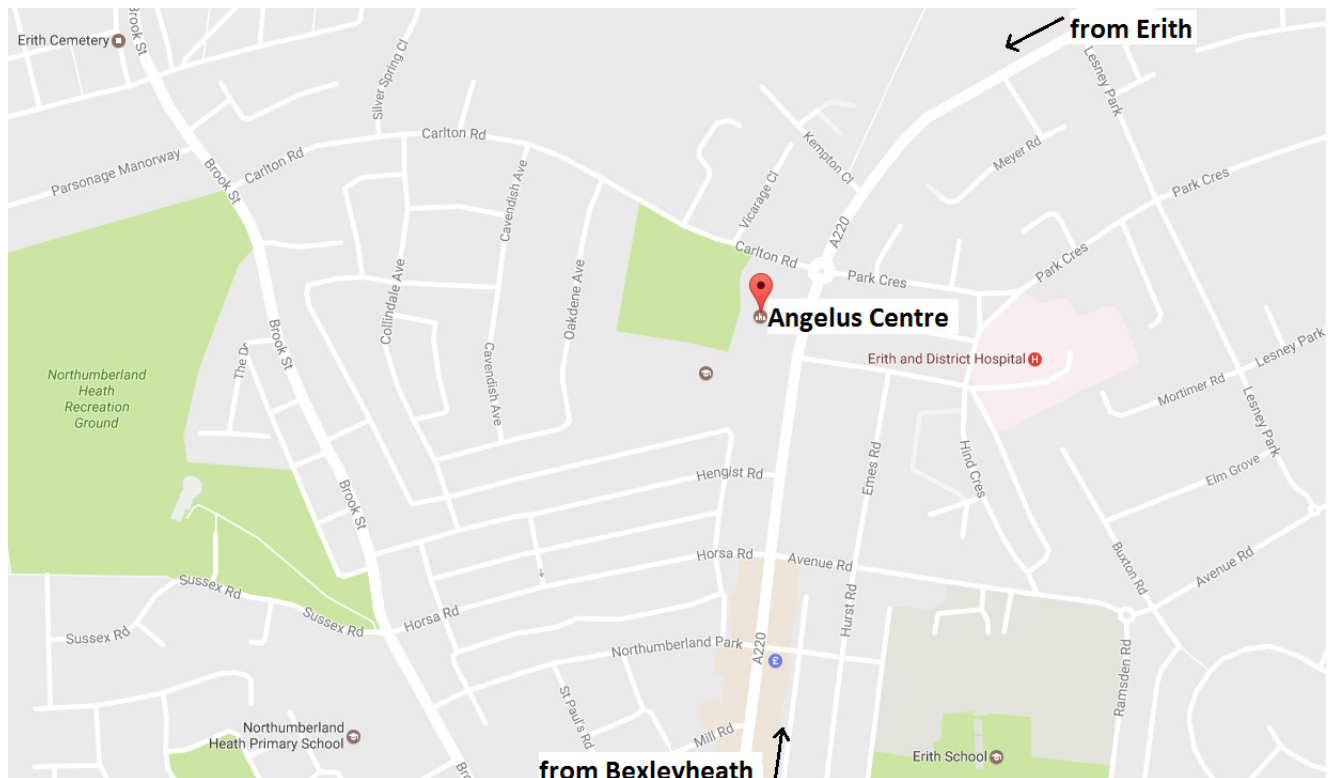 from Erith
Erith Cemetery
Brook St
Silver Spring Cl
Lesney Park
Carlton Rd
Kempton Cl
Meyer Rd
Parsonage Manorway
Brook St
Carlton Rd
Cavendish Ave
Vicarage Cl
Park Cres
A220
Carlton Rd
Park Cres
Park Cres
Collindale Ave
Oakdene Ave
Angelus Centre
Brook St
The Dr
Erith and District Hospital
H
Lesney Park
Mortimer Rd
Northumberland
Heath
Recreation
Ground
Cavendish Ave
Lesney Park
Emes Rd
Hind Cres
Elm Grove
Hengist Rd
Brook St
Horsa Rd
Avenue Rd
Buxton Rd
Avenue Rd
Sussex Rd
Sussex Rd
Horsa Rd
Hurst Rd
Sussex Rd
Northumberland Park
A220
£
Ramsden Rd
St Paul's Rd
Northumberland
Heath Primary School
Mill Rd
Erith School
from Bexleyheath
Bro